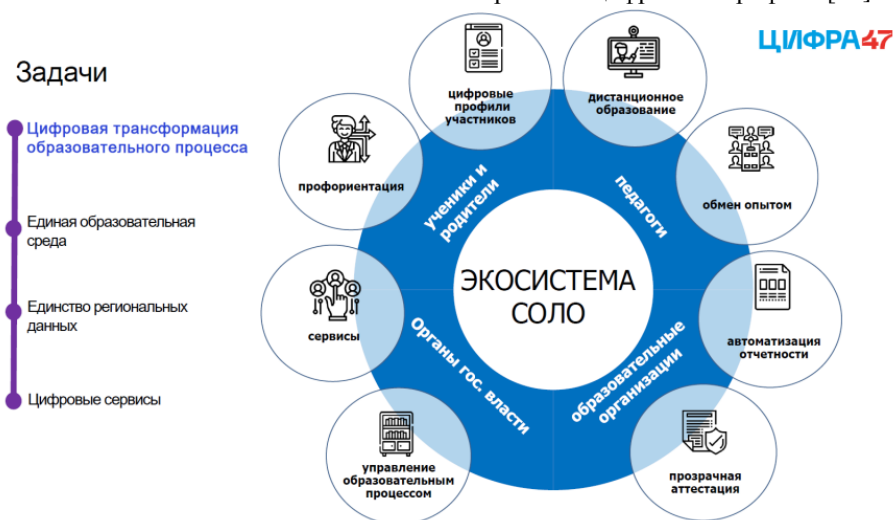 ЦИФРА47
Задачи
Цифровая трансформация
образовательного процесса
Единая образовательная
среда
Единство региональных
данных
Цифровые сервисы
цифровые
профили
участников
дистанционное
образование
профориентация
обмен опытом
ученики и
родители
педагоги
ЭКОСИСТЕМА
СОЛО
сервисы
автоматизация
отчетности
Органы гос. власти
образовательные
организации
управление
образовательным
процессом
прозрачная
аттестация